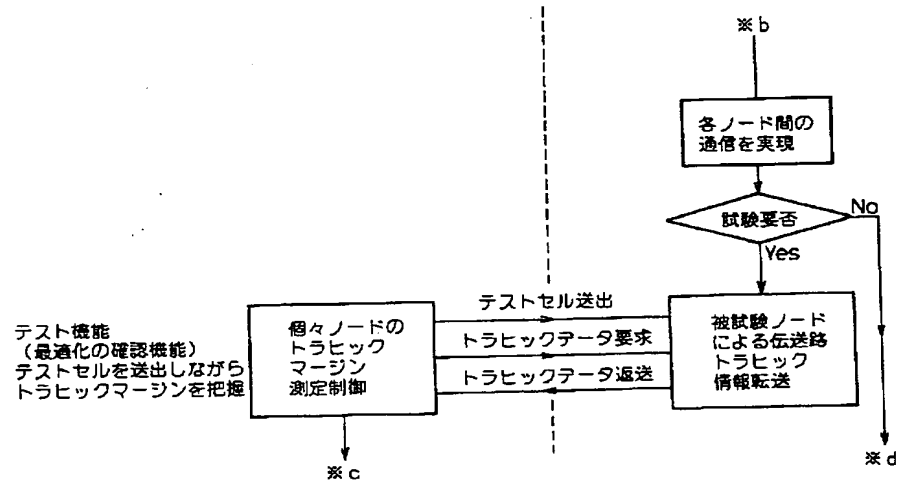 ※b
各ノード間の
通信を実現
試験要否
No
Yes
テストセル送出
トラヒックデータ要求
トラヒックデータ返送
テスト機能
(最適化の確認機能)
テストセルを送出しながら
トラヒックマージンを把握
個々ノードの
トラヒック
マージン
測定制御
被試験ノード
による伝送路
トラヒック
情報転送
※c
※d